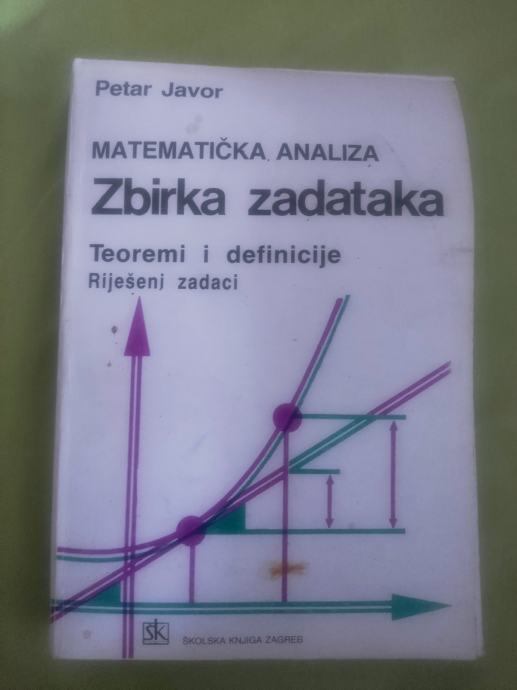 Petar Javor
MATEMATIČKA ANALIZA
Zbirka zadataka
Teoremi i definicije
Riješeni zadaci
šk
ŠKOLSKA KNJIGA ZAGREB